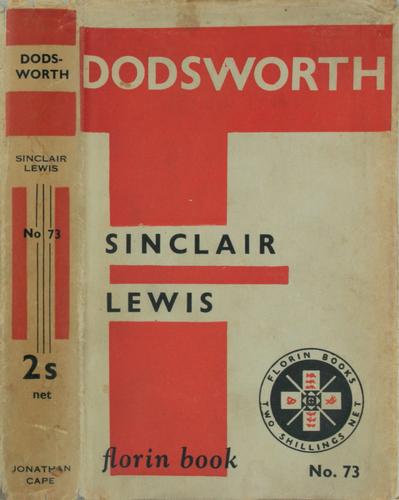 DODS-
WORTH
SINCLAIR
LEWIS
No 73
2s
net
JONATHAN
CAPE
DODSWORTH
SINCLAIR
LEWIS
FLORIN BOOKS
TWO SHILLINGS NET
florin book
No. 73